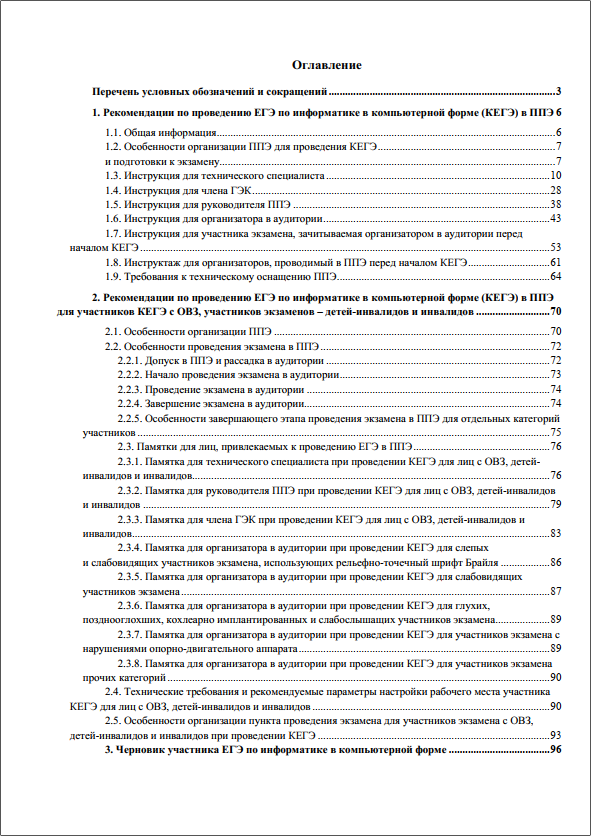 Оглавление
Перечень условных обозначений и сокращений ........ 3
1. Рекомендации по проведению ЕГЭ по информатике в компьютерной форме (КЕГЭ) в ППЭ 6
1.1. Общая информация ........ 6
1.2. Особенности организации ППЭ для проведения КЕГЭ ........ 7
и подготовки к экзамену ........ 7
1.3. Инструкция для технического специалиста ........ 10
1.4. Инструкция для члена ГЭК ........ 28
1.5. Инструкция для руководителя ППЭ ........ 38
1.6. Инструкция для организатора в аудитории ........ 43
1.7. Инструкция для участника экзамена, зачитываемая организатором в аудитории перед
началом КЕГЭ ........ 53
1.8. Инструктаж для организаторов, проводимый в ППЭ перед началом КЕГЭ ........ 61
1.9. Требования к техническому оснащению ППЭ ........ 64
2. Рекомендации по проведению ЕГЭ по информатике в компьютерной форме (КЕГЭ) в ППЭ
для участников КЕГЭ с ОВЗ, участников экзаменов – детей-инвалидов и инвалидов ........ 70
2.1. Особенности организации ППЭ ........ 70
2.2. Особенности проведения экзамена в ППЭ ........ 72
2.2.1. Допуск в ППЭ и рассадка в аудитории ........ 72
2.2.2. Начало проведения экзамена в аудитории ........ 73
2.2.3. Проведение экзамена в аудитории ........ 74
2.2.4. Завершение экзамена в аудитории ........ 74
2.2.5. Особенности завершающего этапа проведения экзамена в ППЭ для отдельных категорий
участников ........ 75
2.3. Памятки для лиц, привлекаемых к проведению ЕГЭ в ППЭ ........ 76
2.3.1. Памятка для технического специалиста при проведении КЕГЭ для лиц с ОВЗ, детей-
инвалидов и инвалидов ........ 76
2.3.2. Памятка для руководителя ППЭ при проведении КЕГЭ для лиц с ОВЗ, детей-инвалидов
и инвалидов ........ 79
2.3.3. Памятка для члена ГЭК при проведении КЕГЭ для лиц с ОВЗ, детей-инвалидов и
инвалидов ........ 83
2.3.4. Памятка для организатора в аудитории при проведении КЕГЭ для слепых
и слабовидящих участников экзамена, использующих рельефно-точечный шрифт Брайля ........ 86
2.3.5. Памятка для организатора в аудитории при проведении КЕГЭ для слабовидящих
участников экзамена ........ 87
2.3.6. Памятка для организатора в аудитории при проведении КЕГЭ для глухих,
позднооглохших, кохлеарно имплантированных и слабослышащих участников экзамена ........ 89
2.3.7. Памятка для организатора в аудитории при проведении КЕГЭ для участников экзамена с
нарушениями опорно-двигательного аппарата ........ 89
2.3.8. Памятка для организатора в аудитории при проведении КЕГЭ для участников экзамена
прочих категорий ........ 90
2.4. Технические требования и рекомендуемые параметры настройки рабочего места участника
КЕГЭ для лиц с ОВЗ, детей-инвалидов и инвалидов ........ 90
2.5. Особенности организации пункта проведения экзамена для участников экзамена с ОВЗ,
детей-инвалидов и инвалидов при проведении КЕГЭ ........ 93
3. Черновик участника ЕГЭ по информатике в компьютерной форме ........ 96